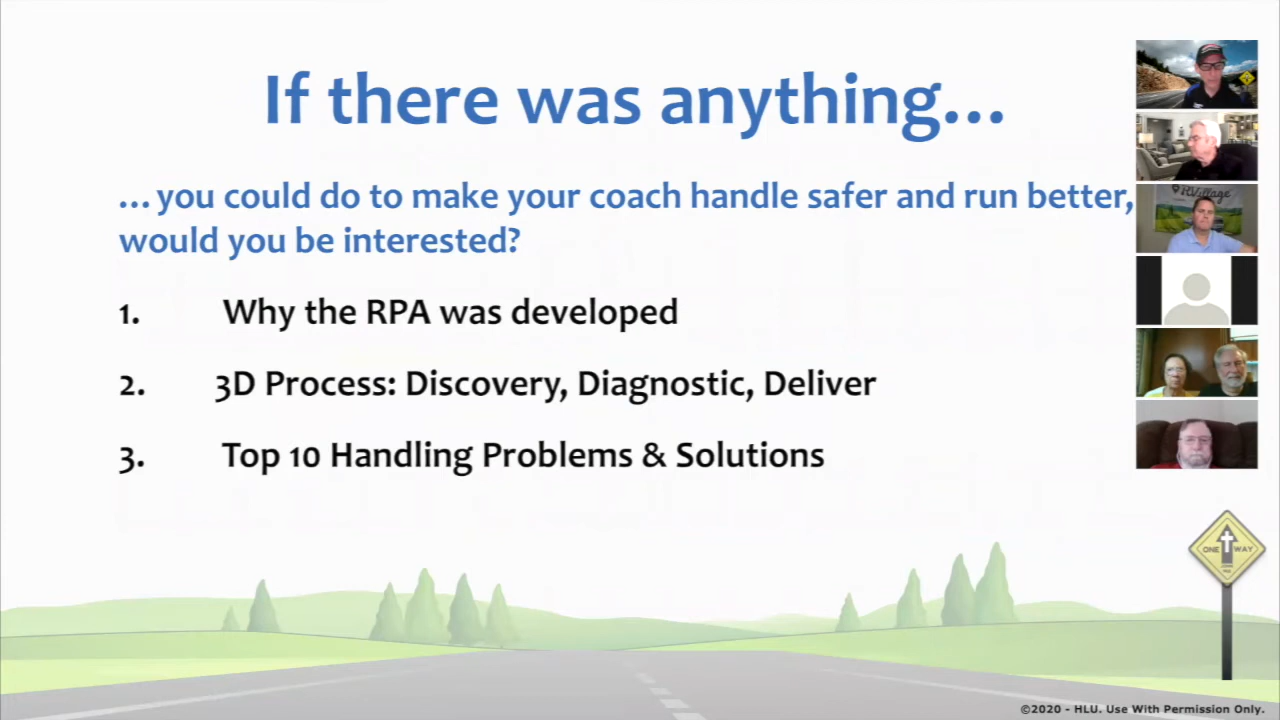 If there was anything...
...you could do to make your coach handle safer and run better,
would you be interested?
1. Why the RPA was developed
2. 3D Process: Discovery, Diagnostic, Deliver
3. Top 10 Handling Problems & Solutions
RVillage
ONE WAY
©2020 - HLU. Use With Permission Only.